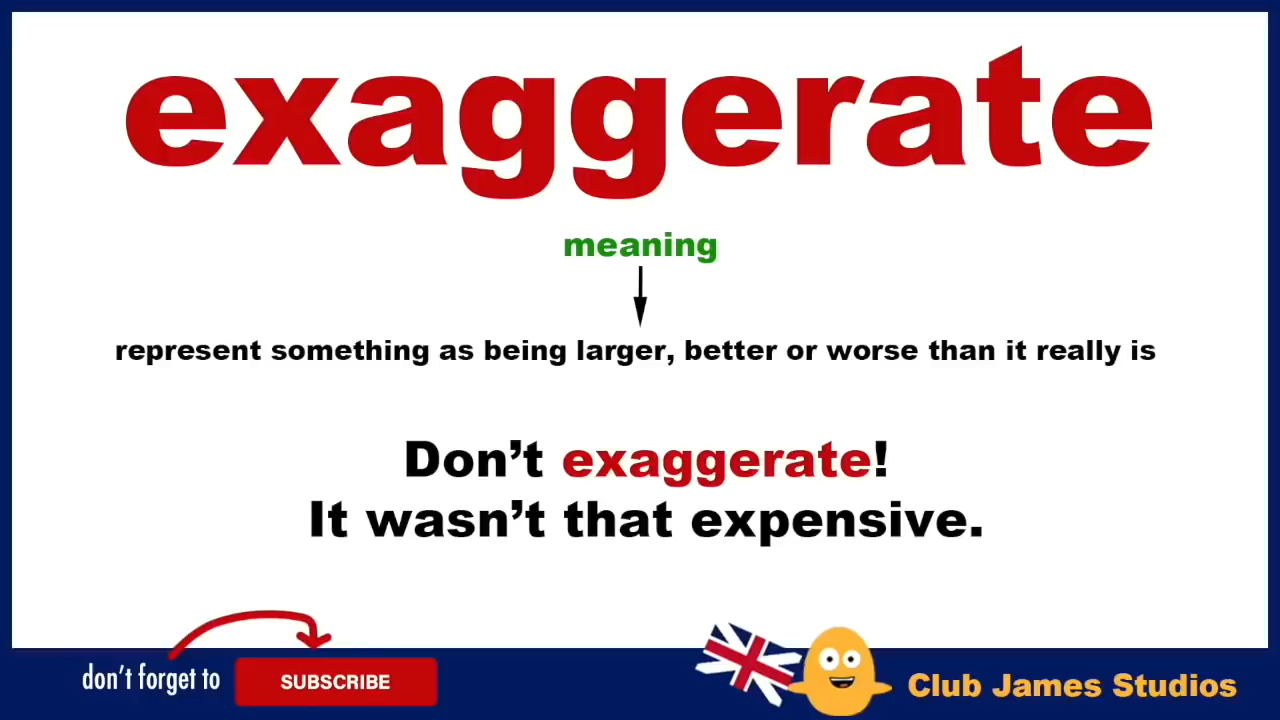 exaggerate
meaning
represent something as being larger, better or worse than it really is
Don’t exaggerate!
It wasn’t that expensive.
don't forget to SUBSCRIBE
Club James Studios